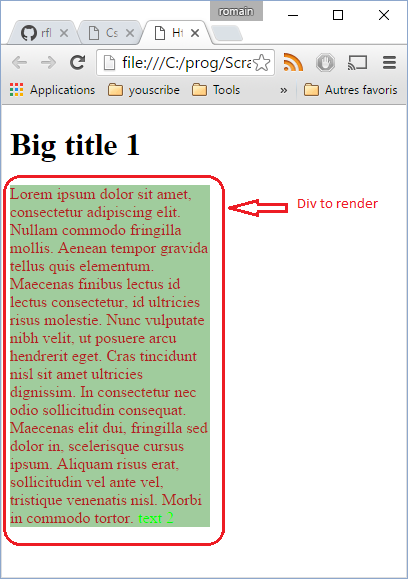 romain
rfl
Cs
Ht
file:///C:/prog/Scra
Applications youscribe Tools » Autres favoris
Big title 1
Div to render
Lorem ipsum dolor sit amet,
consectetur adipiscing elit.
Nullam commodo fringilla
mollis. Aenean tempor gravida
tellus quis elementum.
Maecenas finibus lectus id
lectus consectetur, id ultricies
risus molestie. Nunc vulputate
nibh velit, ut posuere arcu
hendrerit eget. Cras tincidunt
nisl sit amet ultricies
dignissim. In consectetur nec
odio sollicitudin consequat.
Maecenas elit dui, fringilla sed
dolor in, scelerisque cursus
ipsum. Aliquam risus erat,
sollicitudin vel ante vel,
tristique venenatis nisl. Morbi
in commodo tortor. text 2